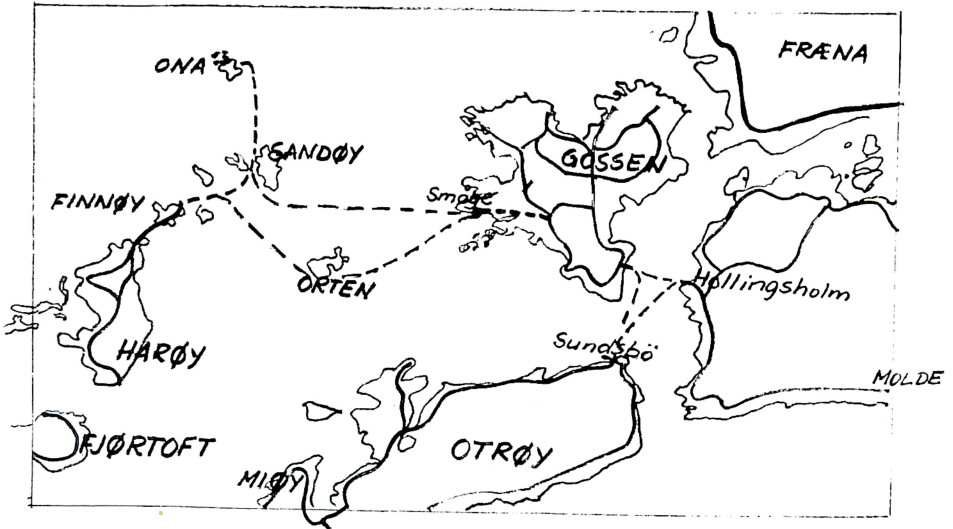 FRÆNA
ONA
SANDØY
GOSSEN
Småge
FINNØY
ORTEN
Hollingsholm
HARØY
Sundsbö
MOLDE
FJØRTOFT
OTRØY
MIØY